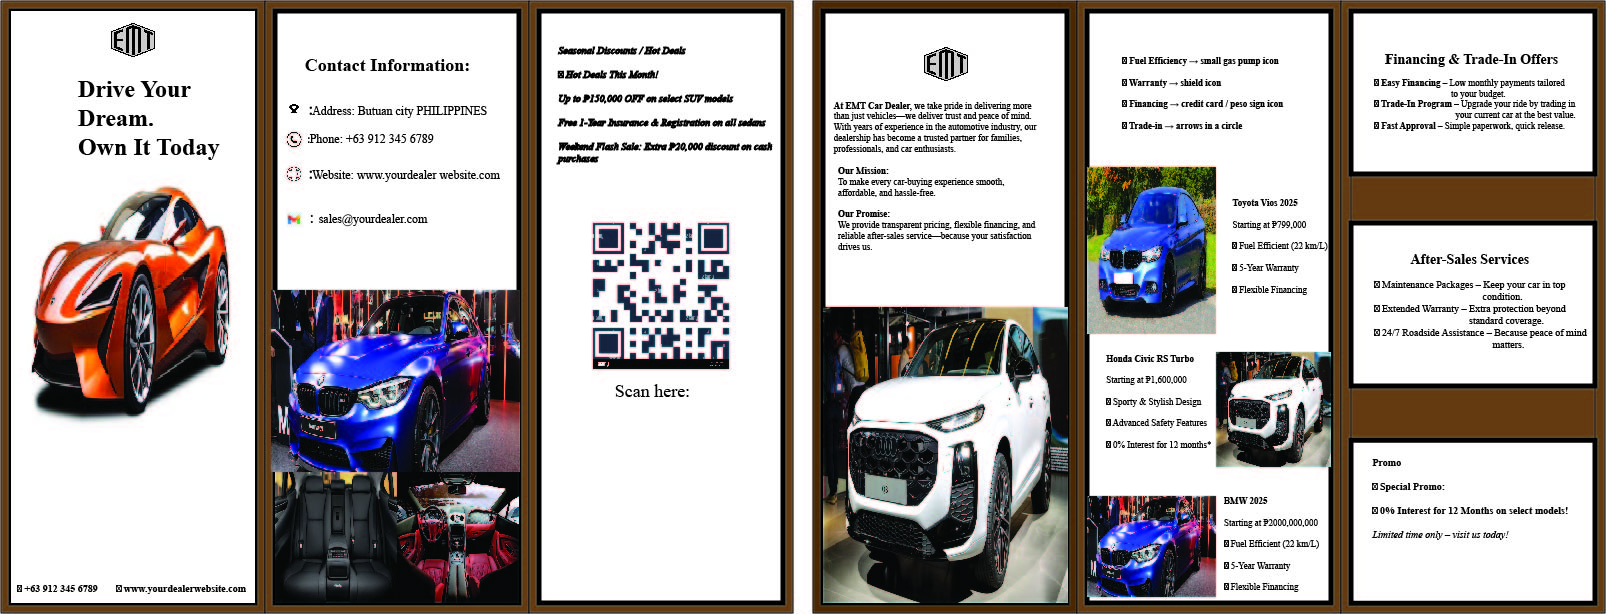 EMT
Drive Your
Dream.
Own It Today
+63 912 345 6789
www.yourdealerwebsite.com
Contact Information:
:Address: Butuan city PHILIPPINES
:Phone: +63 912 345 6789
:Website: www.yourdealer website.com
: sales@yourdealer.com
Seasonal Discounts / Hot Deals
Hot Deals This Month!
Up to ₱150,000 OFF on select SUV models
Free 1-Year Insurance & Registration on all sedans
Weekend Flash Sale: Extra ₱20,000 discount on cash
purchases
Scan here:
EMT
At EMT Car Dealer, we take pride in delivering more
than just vehicles—we deliver trust and peace of mind.
With years of experience in the automotive industry, our
dealership has become a trusted partner for families,
professionals, and car enthusiasts.
Our Mission:
To make every car-buying experience smooth,
affordable, and hassle-free.
Our Promise:
We provide transparent pricing, flexible financing, and
reliable after-sales service—because your satisfaction
drives us.
Fuel Efficiency → small gas pump icon
Warranty → shield icon
Financing → credit card / peso sign icon
Trade-in → arrows in a circle
Toyota Vios 2025
Starting at ₱799,000
Fuel Efficient (22 km/L)
5-Year Warranty
Flexible Financing
Honda Civic RS Turbo
Starting at ₱1,600,000
Sporty & Stylish Design
Advanced Safety Features
0% Interest for 12 months*
BMW 2025
Starting at ₱2000,000,000
Fuel Efficient (22 km/L)
5-Year Warranty
Flexible Financing
Financing & Trade-In Offers
Easy Financing – Low monthly payments tailored
to your budget.
Trade-In Program – Upgrade your ride by trading in
your current car at the best value.
Fast Approval – Simple paperwork, quick release.
After-Sales Services
Maintenance Packages – Keep your car in top
condition.
Extended Warranty – Extra protection beyond
standard coverage.
24/7 Roadside Assistance – Because peace of mind
matters.
Promo
Special Promo:
0% Interest for 12 Months on select models!
Limited time only – visit us today!